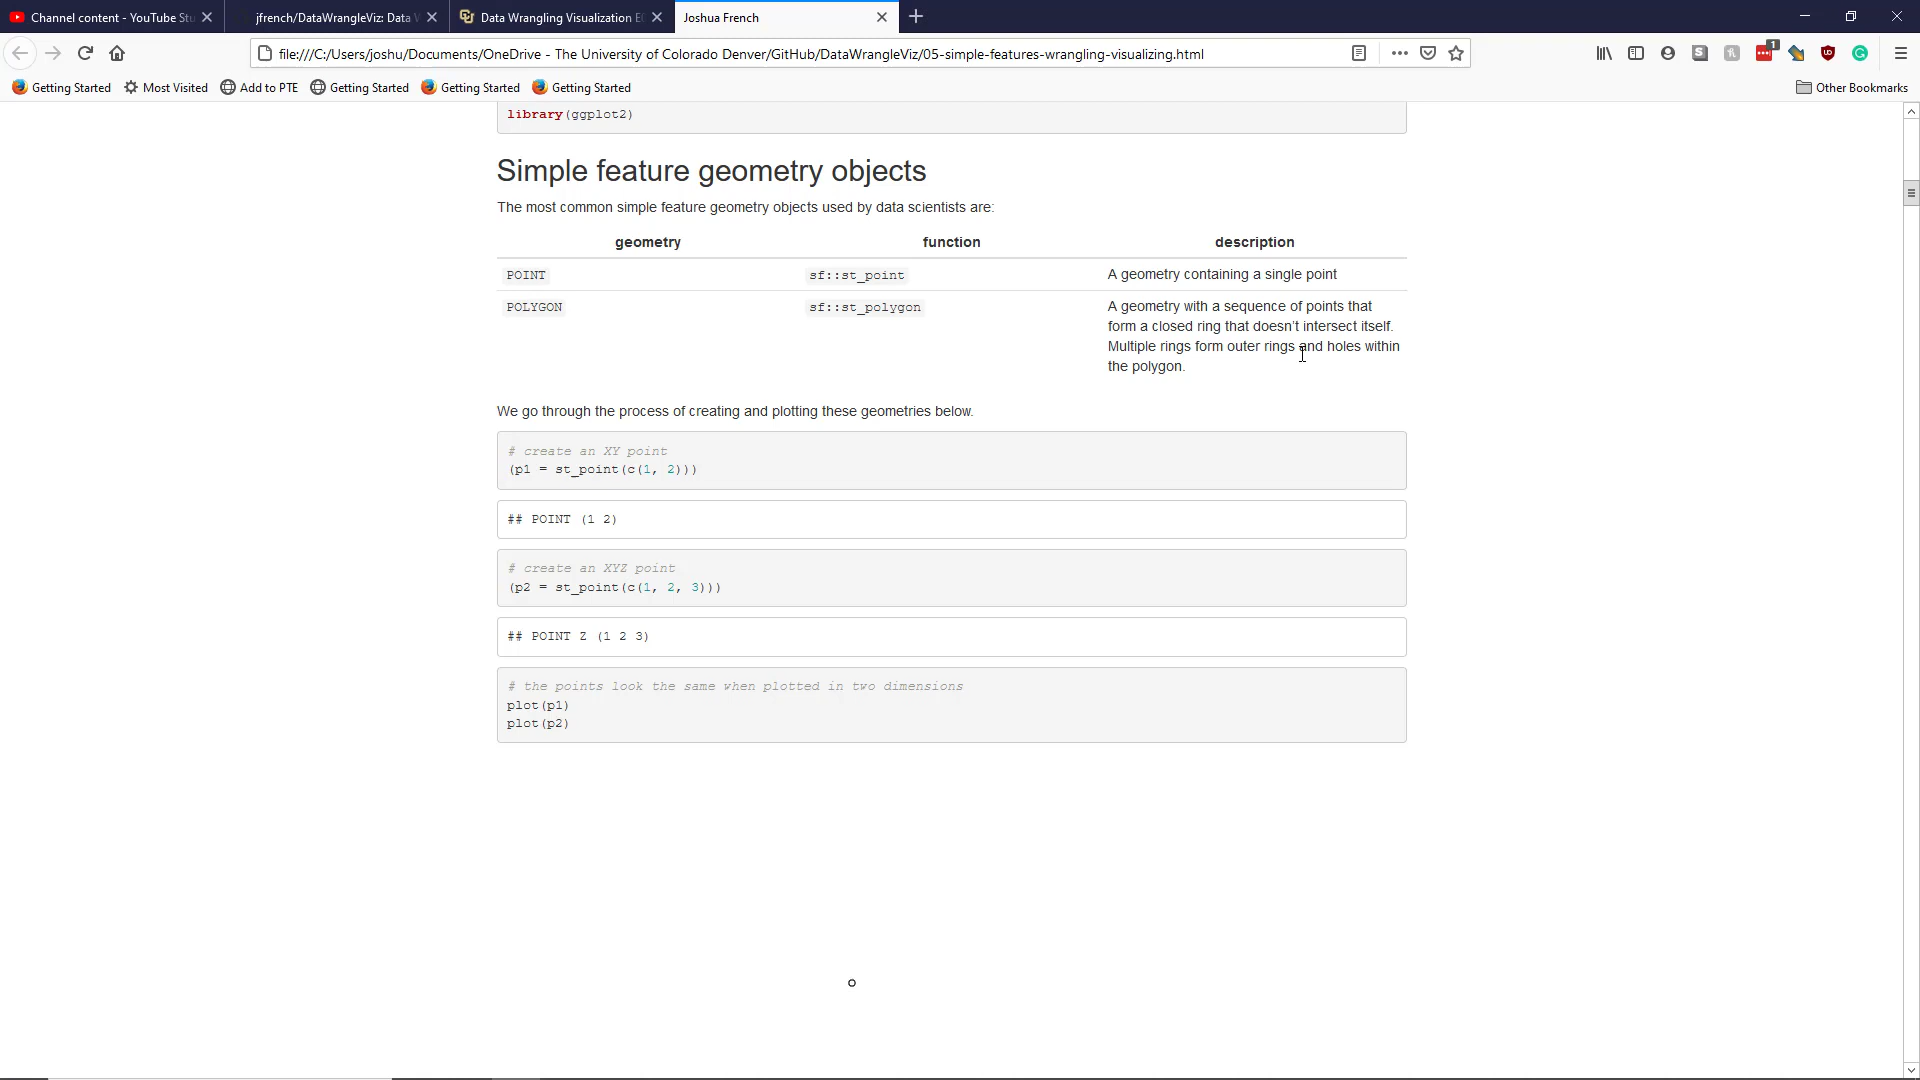 Channel content - YouTube Stu
jfrench/DataWrangleViz: Data W
Data Wrangling Visualization E
Joshua French
file:///C:/Users/joshu/Documents/OneDrive - The University of Colorado Denver/GitHub/DataWrangleViz/05-simple-features-wrangling-visualizing.html
1
Getting Started
Most Visited
Add to PTE
Getting Started
Getting Started
Getting Started
Other Bookmarks
library(ggplot2)
Simple feature geometry objects
The most common simple feature geometry objects used by data scientists are:
geometry function description
POINT sf::st_point A geometry containing a single point
POLYGON sf::st_polygon A geometry with a sequence of points that
form a closed ring that doesn’t intersect itself.
Multiple rings form outer rings and holes within
the polygon.
We go through the process of creating and plotting these geometries below.
# create an XY point
(p1 = st_point(c(1, 2)))
## POINT (1 2)
# create an XYZ point
(p2 = st_point(c(1, 2, 3)))
## POINT Z (1 2 3)
# the points look the same when plotted in two dimensions
plot(p1)
plot(p2)